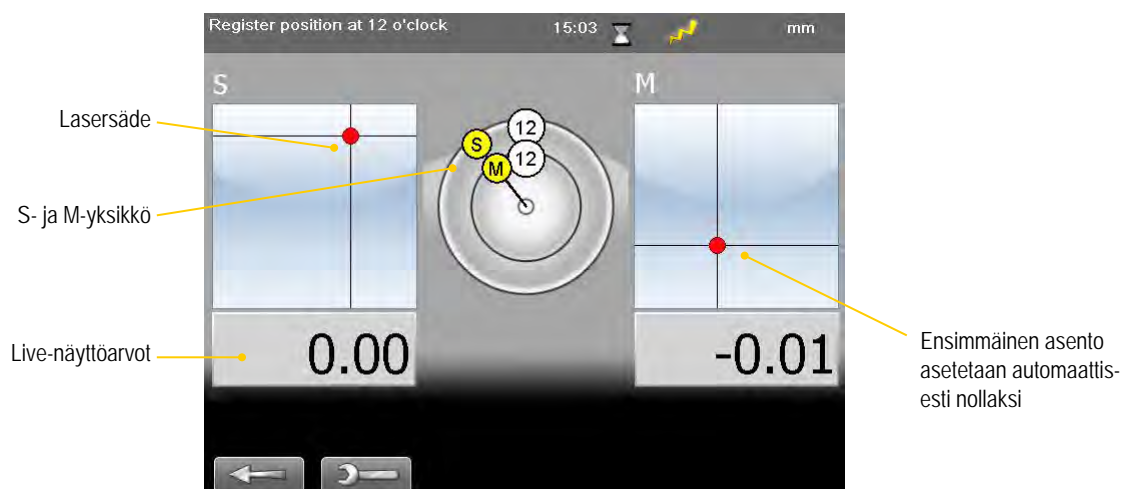 Register position at 12 o'clock 15:03 mm
S
M
Lasersäde
12
S
12
M
S- ja M-yksikkö
Live-näyttöarvot
0.00
-0.01
Ensimmäinen asento
asetetaan automaattis-
esti nollaksi